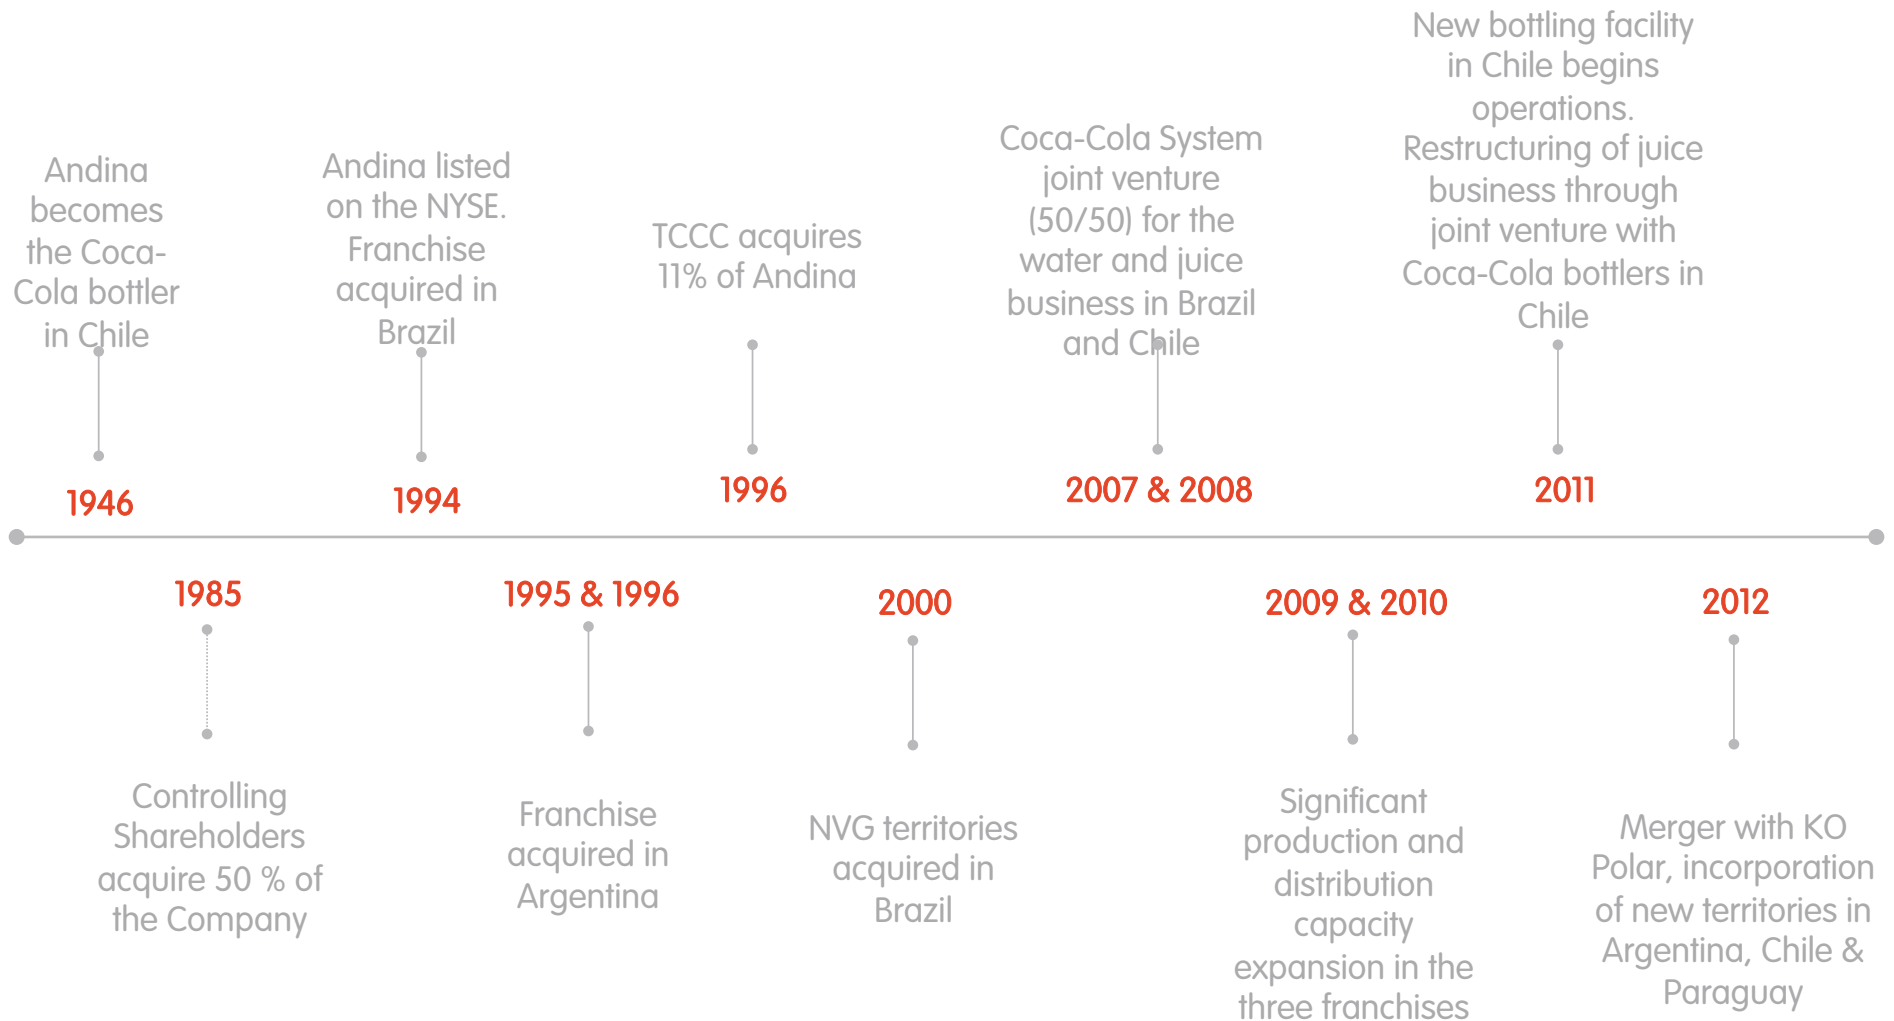 Andina
becomes
the Coca-
Cola bottler
in Chile
1946
Andina listed
on the NYSE.
Franchise
acquired in
Brazil
1994
TCCC acquires
11% of Andina
1996
Coca-Cola System
joint venture
(50/50) for the
water and juice
business in Brazil
and Chile
2007 & 2008
New bottling facility
in Chile begins
operations.
Restructuring of juice
business through
joint venture with
Coca-Cola bottlers in
Chile
2011
1985
Controlling
Shareholders
acquire 50 % of
the Company
1995 & 1996
Franchise
acquired in
Argentina
2000
NVG territories
acquired in
Brazil
2009 & 2010
Significant
production and
distribution
capacity
expansion in the
three franchises
2012
Merger with KO
Polar, incorporation
of new territories in
Argentina, Chile &
Paraguay